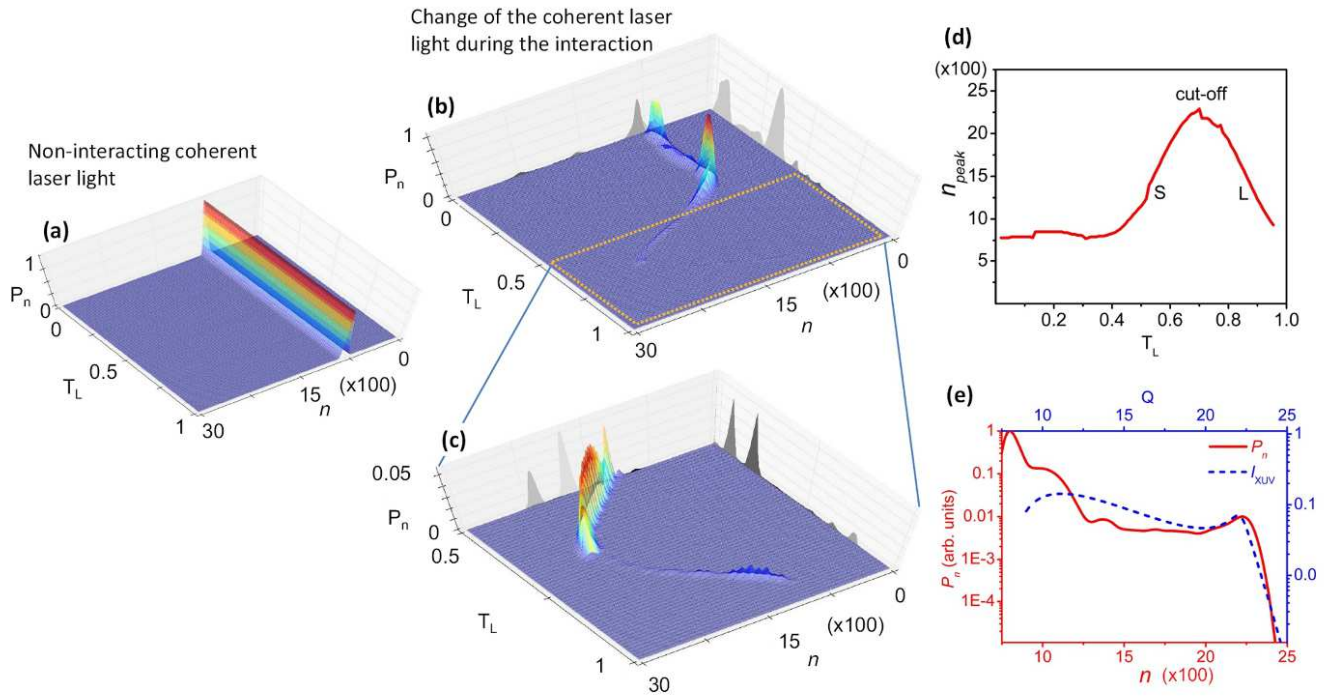 Change of the coherent laser
light during the interaction
Non-interacting coherent
laser light
(a)
1
P_n
0
0
0.5
T_L
1
30
15
n
(x100)
0
(b)
1
P_n
0
0
0.5
T_L
1
30
15
n
(x100)
0
(c)
0.05
P_n
0
0.5
T_L
1
30
15
n
(x100)
0
(d)
(x100)
25
20
15
10
5
n_peak
cut-off
S
L
0.2 0.4 0.6 0.8 1.0
T_L
(e)
Q
10 15 20 25
1
0.1
0.01
1E-3
1E-4
P_n (arb. units)
P_n
I_XUV
1
0.1
0.0
10 15 20 25
n (x100)